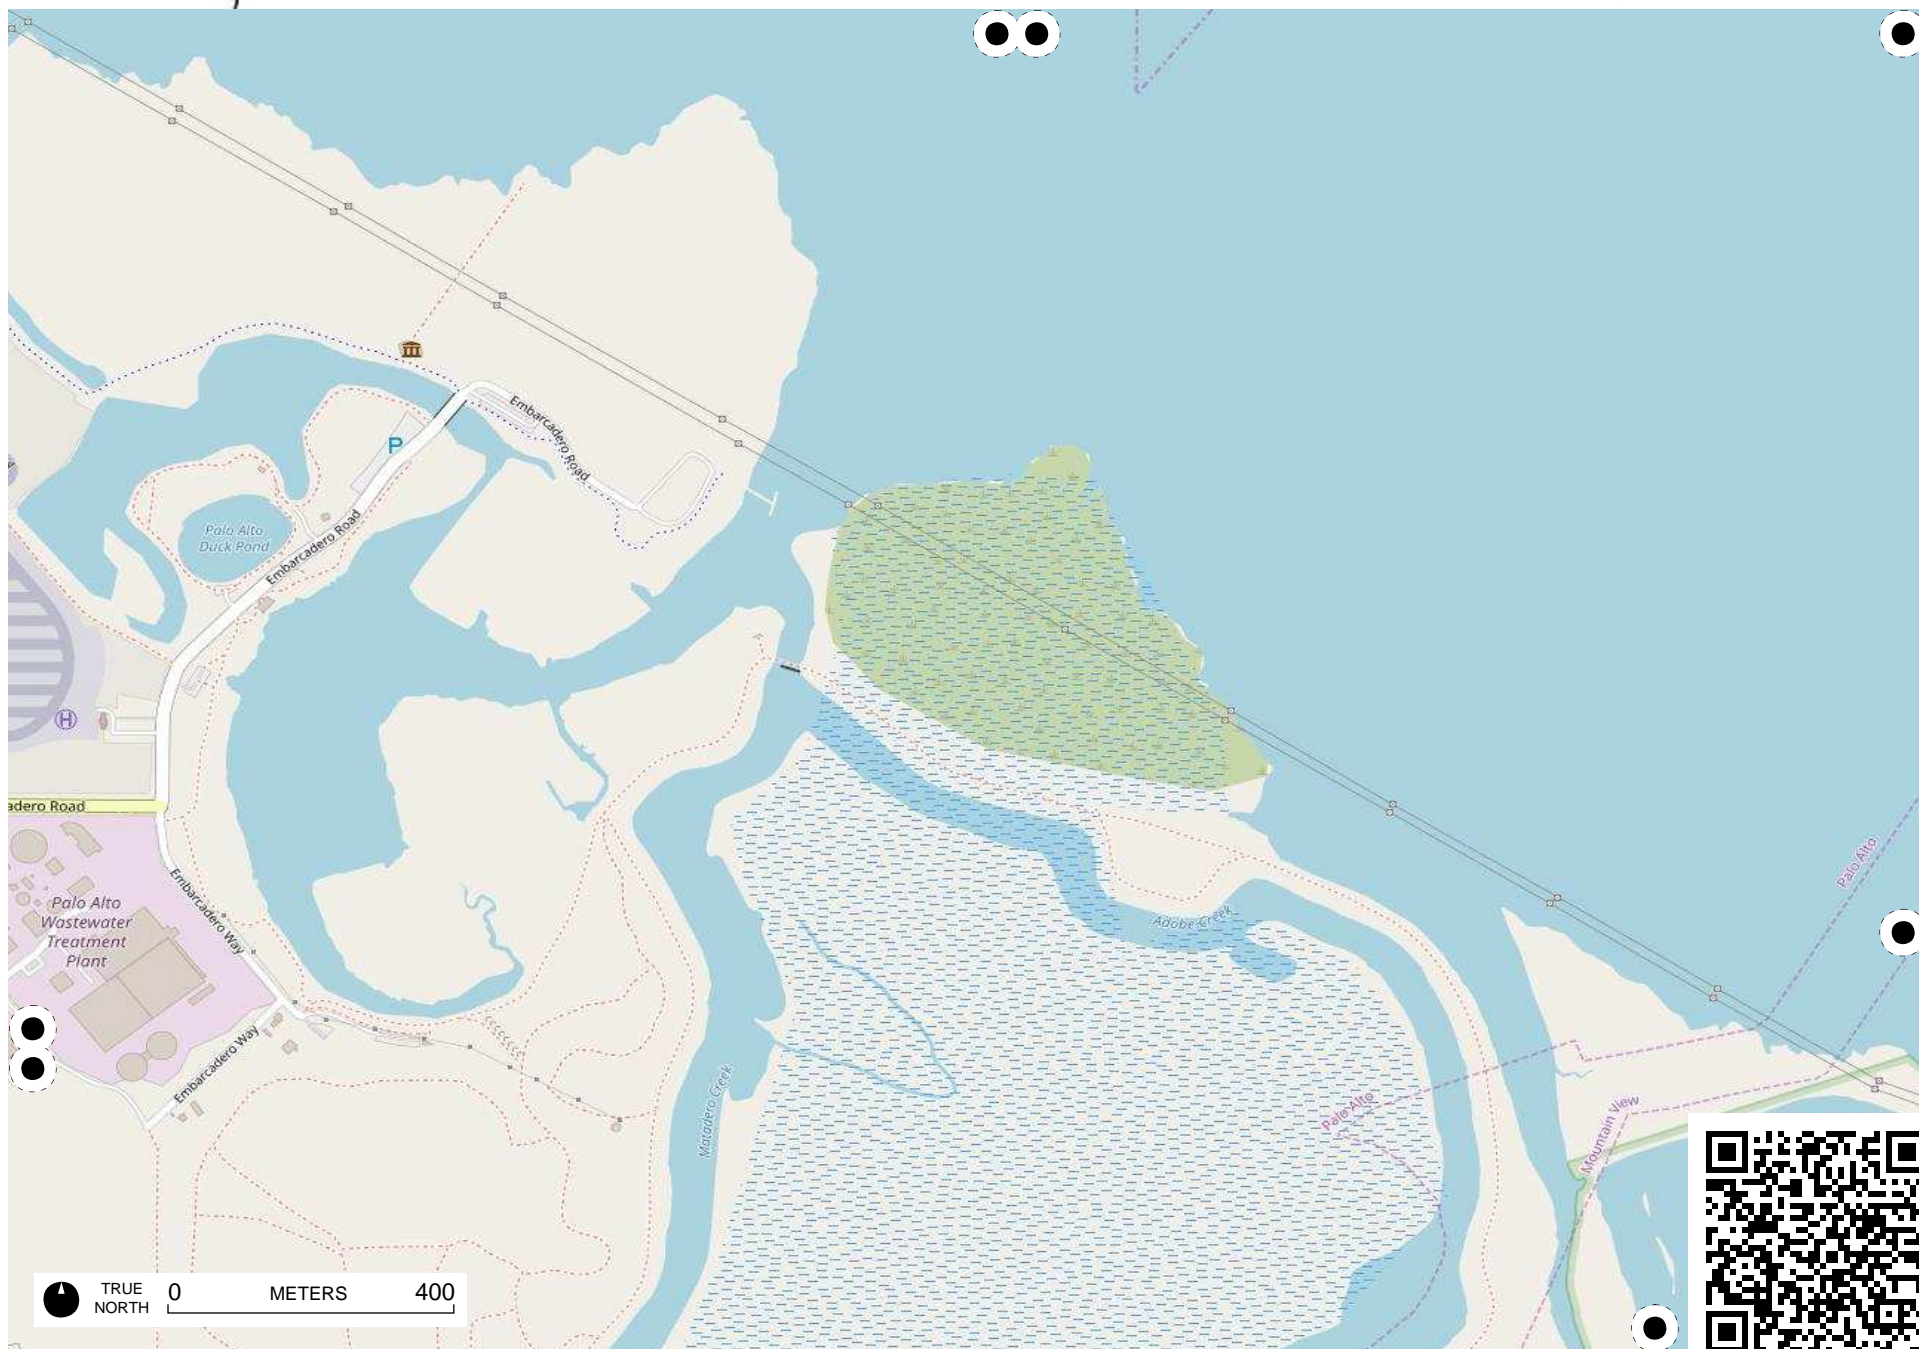 Embarcadero Road
P
Palo Alto
Duck Pond
Embarcadero Road
H
adero Road
Palo Alto
Palo Alto
Wastewater
Treatment
Plant
Embarcadero Way
Adobe Creek
Embarcadero Way
Matadero Creek
Palo Alto
Mountain View
TRUE
NORTH
0 METERS 400